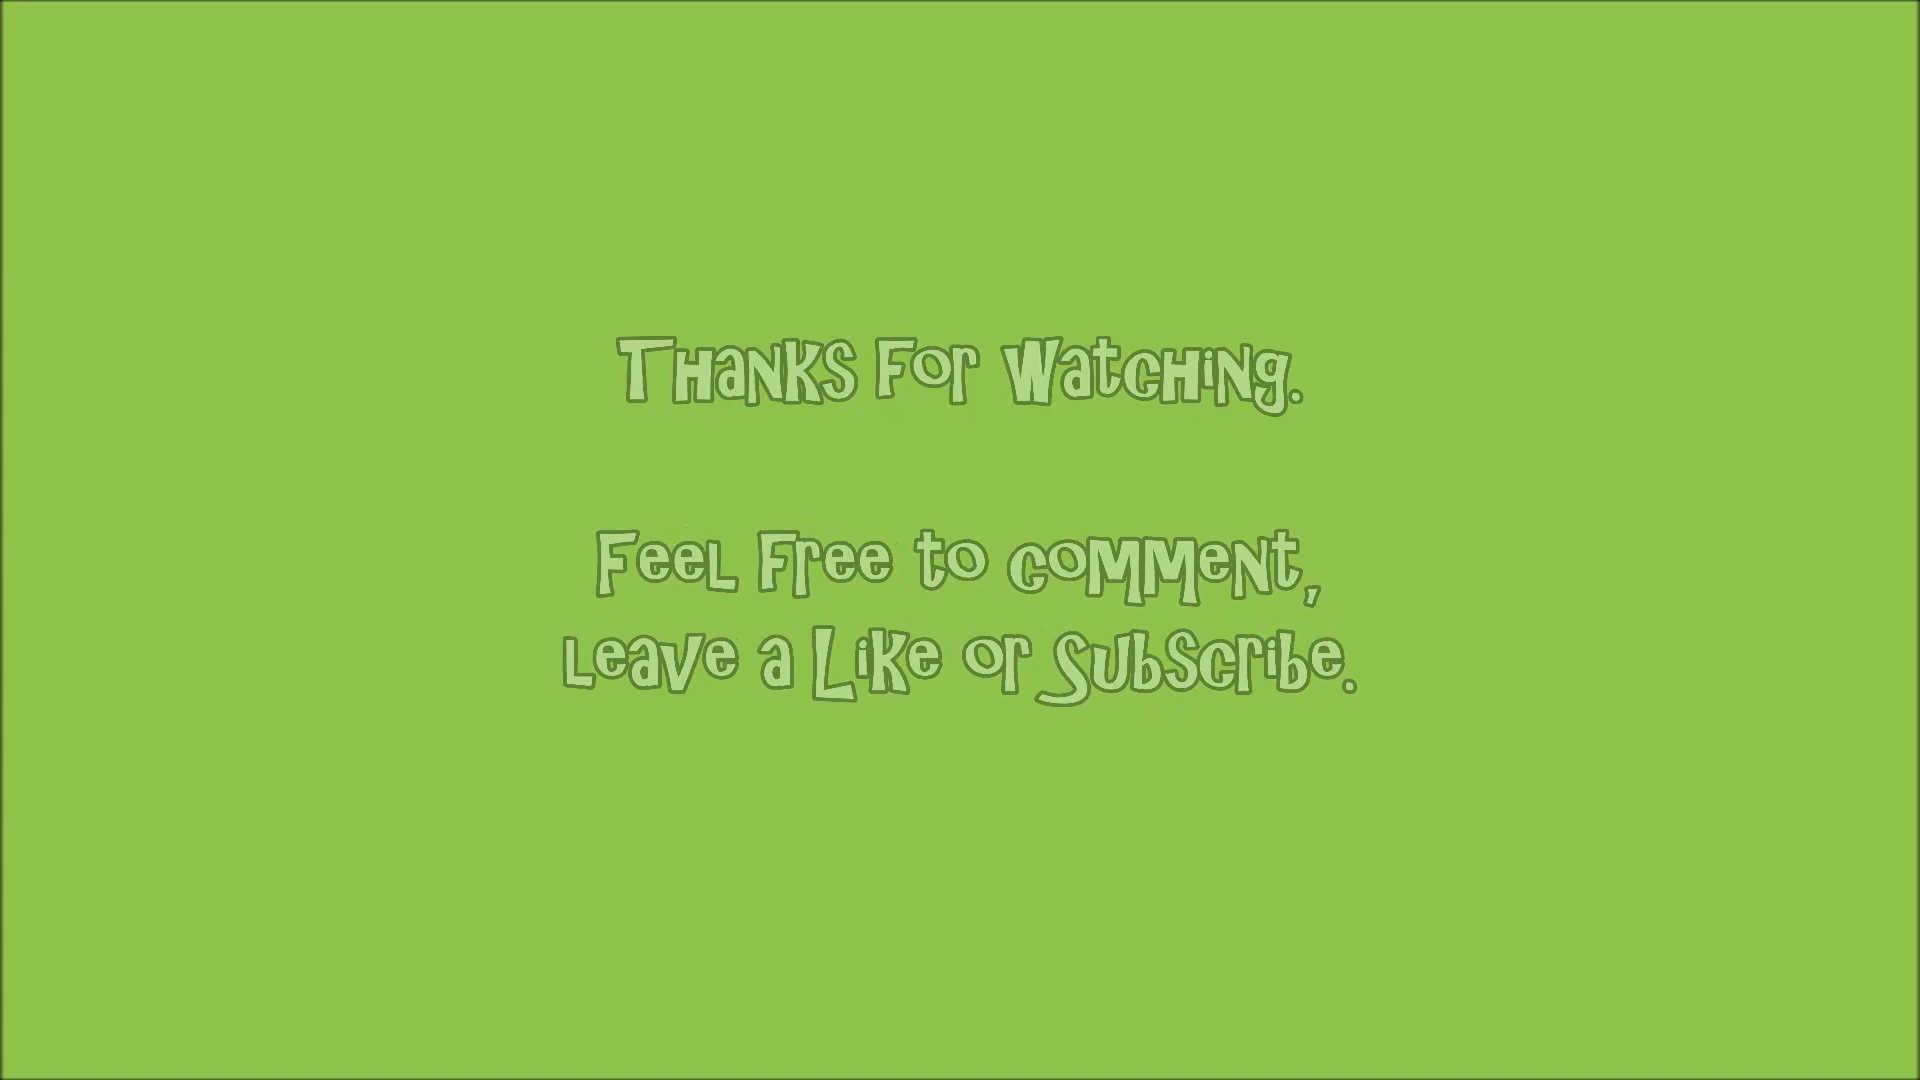 Thanks For Watching.
Feel Free to comment,
Leave a Like or Subscribe.